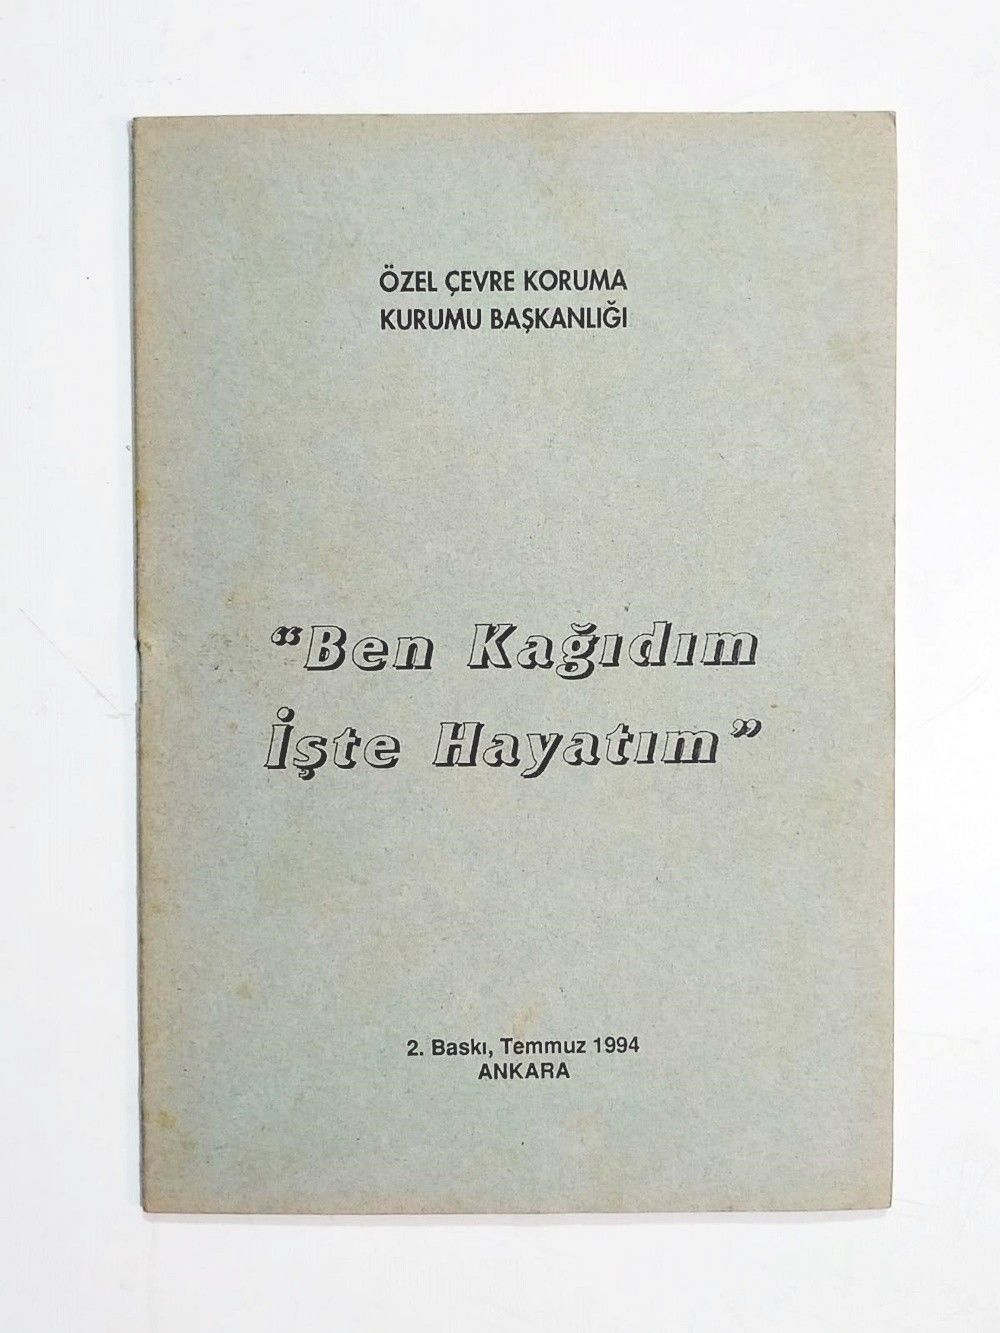 ÖZEL ÇEVRE KORUMA
KURUMU BAŞKANLIĞI
“Ben Kağıdım
İşte Hayatım”
2. Baskı, Temmuz 1994
ANKARA